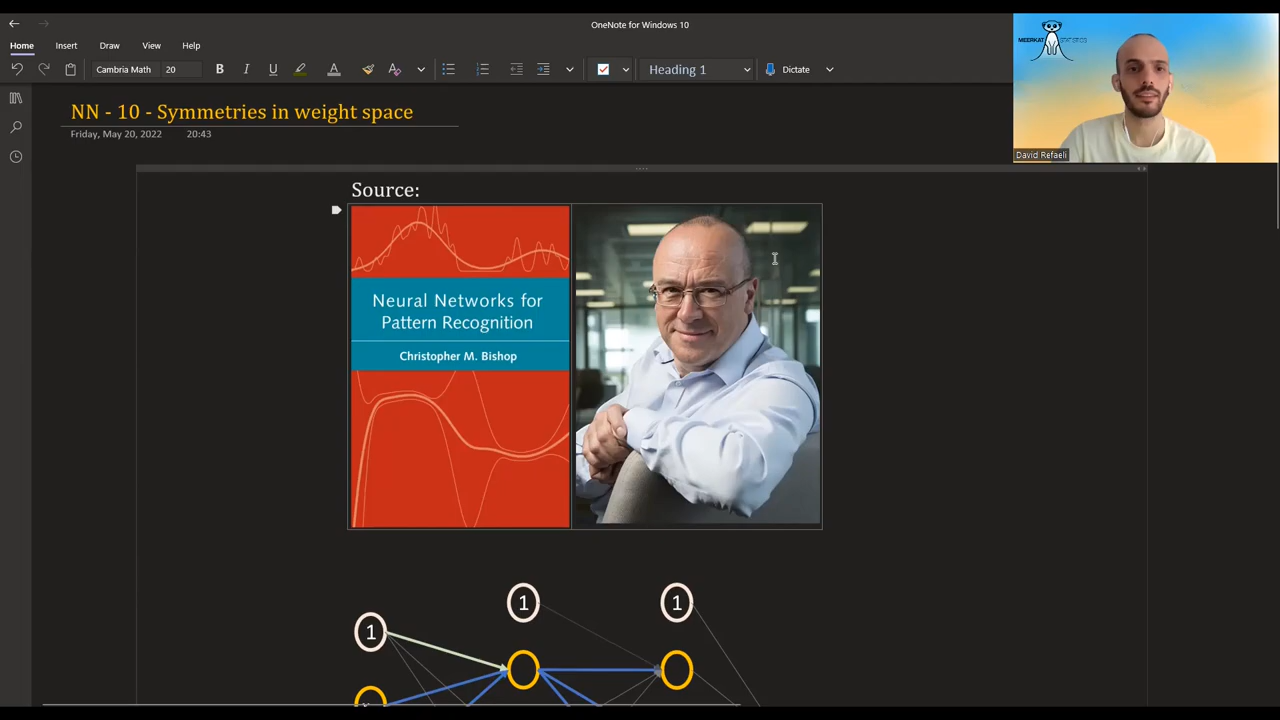 OneNote for Windows 10
Home Insert Draw View Help
Cambria Math 20 B I U A A Heading 1 Dictate
MEERKAT STATISTICS
David Refaeli
NN - 10 - Symmetries in weight space
Friday, May 20, 2022 20:43
Source:
Neural Networks for
Pattern Recognition
Christopher M. Bishop
1 1
1